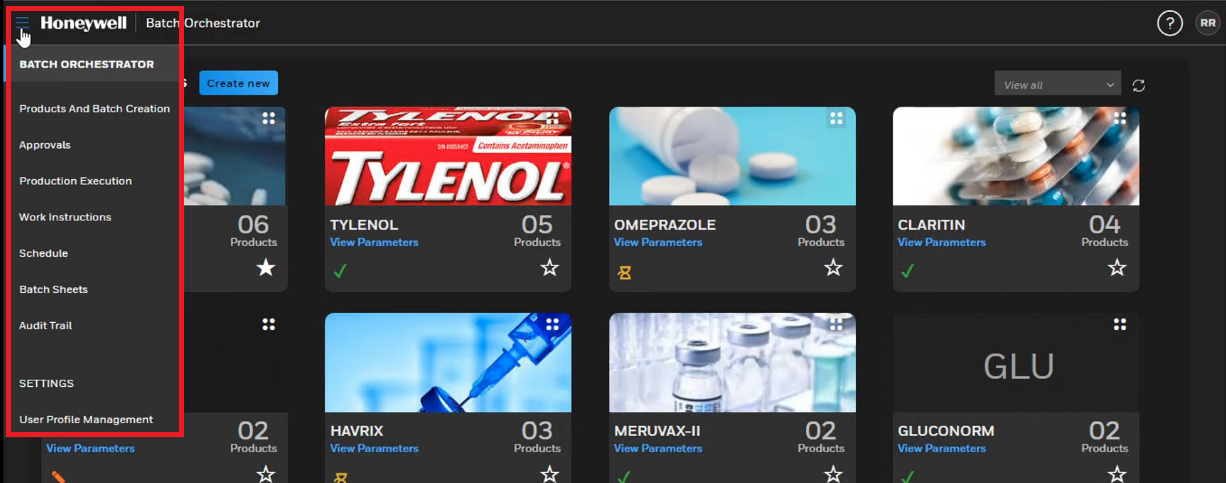 Honeywell | Batch Orchestrator
? RR
BATCH ORCHESTRATOR
Products And Batch Creation
Approvals
Production Execution
Work Instructions
Schedule
Batch Sheets
Audit Trail
SETTINGS
User Profile Management
s Create new
View all
06
Products
TYLENOL
Extra fort
Contains Acetaminophen
TYLENOL
TYLENOL 05
View Parameters Products
OMEPRAZOLE 03
View Parameters Products
CLARITIN 04
View Parameters Products
02
View Parameters Products
HAVRIX 03
View Parameters Products
MERUVAX-II 02
View Parameters Products
GLU
GLUCONORM 02
View Parameters Products